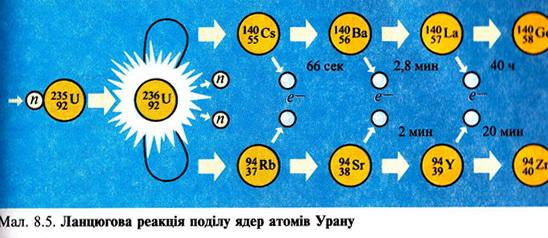 140 55 Cs
140 56 Ba
140 57 La
140 58
66 сек
2,8 мин
40 ч
n
n
235 92 U
236 92 U
e−
e−
e−
n
2 мин
20 мин
94 37 Rb
94 38 Sr
94 39 Y
94 40 Zr
Мал. 8.5. Ланцюгова реакція поділу ядер атомів Урану